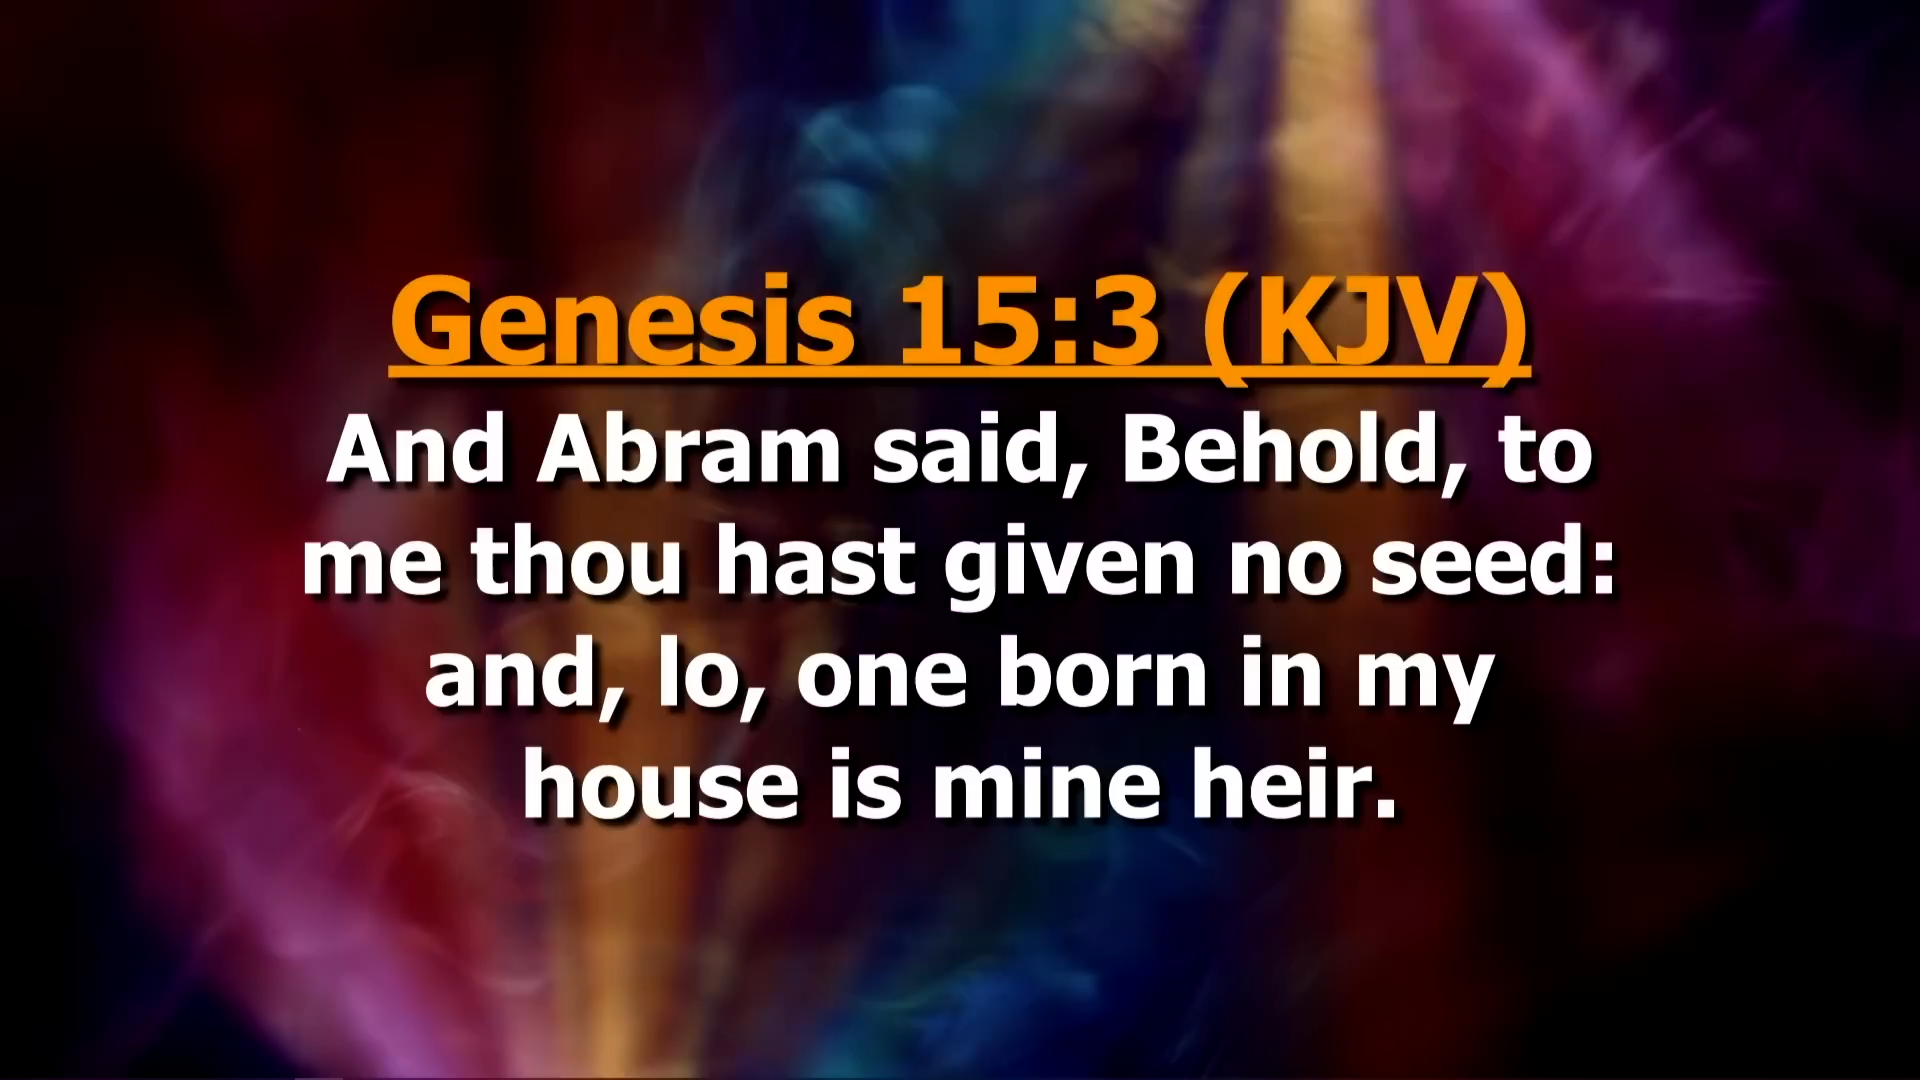 Genesis 15:3 (KJV)
And Abram said, Behold, to
me thou hast given no seed:
and, lo, one born in my
house is mine heir.